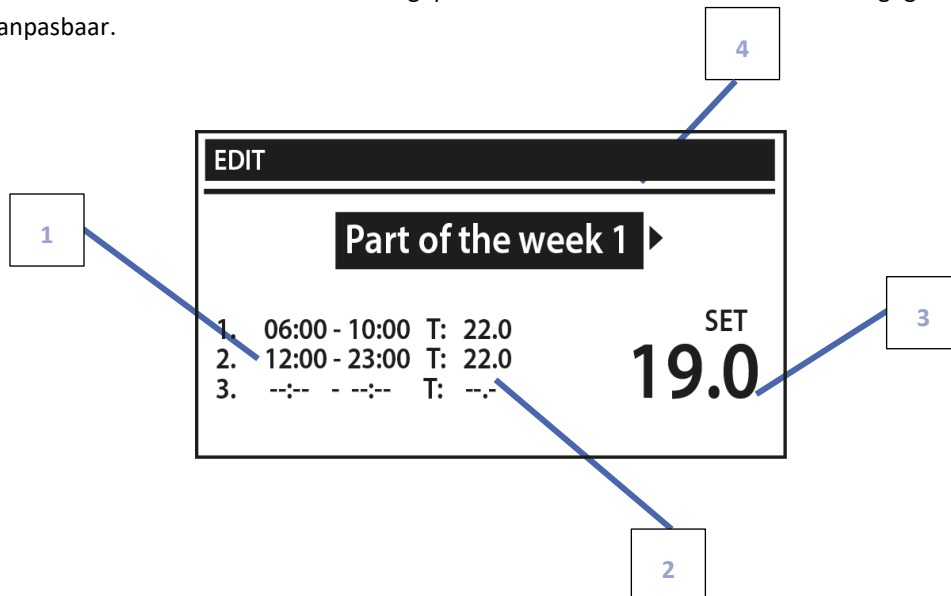 anpasbaar.
4
EDIT
1
Part of the week 1
3
SET
19.0
1. 06:00 - 10:00 T: 22.0
2. 12:00 - 23:00 T: 22.0
3. --:-- - --:-- T: --.-
2